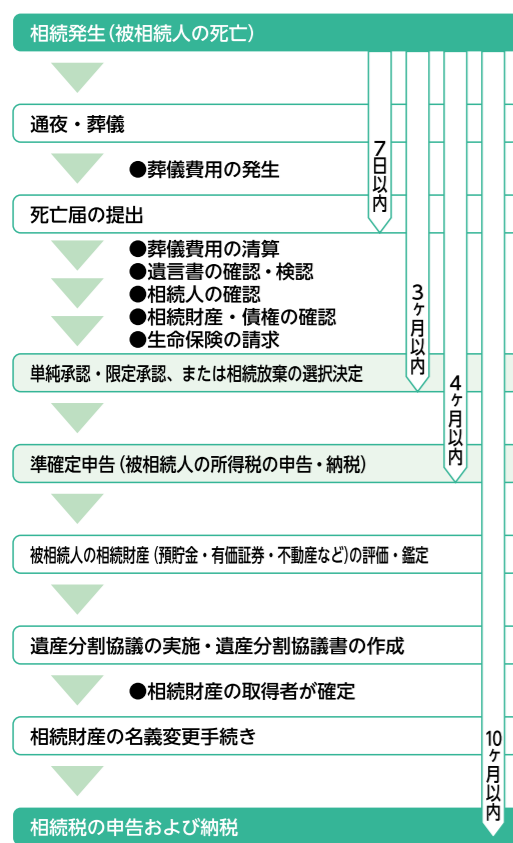 相続発生(被相続人の死亡)
通夜・葬儀
●葬儀費用の発生
死亡届の提出
●葬儀費用の清算
●遺言書の確認・検認
●相続人の確認
●相続財産・債権の確認
●生命保険の請求
単純承認・限定承認、または相続放棄の選択決定
準確定申告(被相続人の所得税の申告・納税)
被相続人の相続財産(預貯金・有価証券・不動産など)の評価・鑑定
遺産分割協議の実施・遺産分割協議書の作成
●相続財産の取得者が確定
相続財産の名義変更手続き
相続税の申告および納税
7日以内
3ヶ月以内
4ヶ月以内
10ヶ月以内